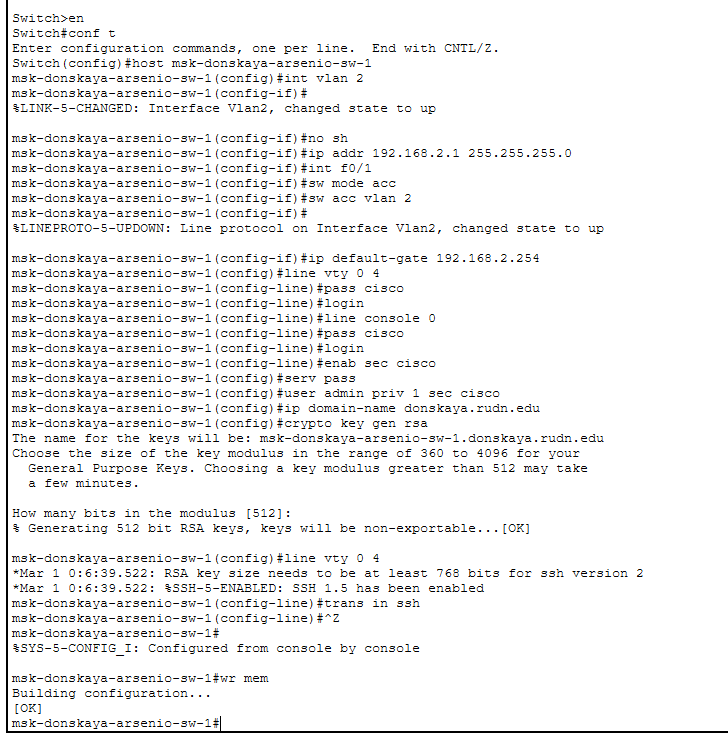 Switch>en
Switch#conf t
Enter configuration commands, one per line.  End with CNTL/Z.
Switch(config)#host msk-donskaya-arsenio-sw-1
msk-donskaya-arsenio-sw-1(config)#int vlan 2
msk-donskaya-arsenio-sw-1(config-if)#
%LINK-5-CHANGED: Interface Vlan2, changed state to up

msk-donskaya-arsenio-sw-1(config-if)#no sh
msk-donskaya-arsenio-sw-1(config-if)#ip addr 192.168.2.1 255.255.255.0
msk-donskaya-arsenio-sw-1(config-if)#int f0/1
msk-donskaya-arsenio-sw-1(config-if)#sw mode acc
msk-donskaya-arsenio-sw-1(config-if)#sw acc vlan 2
msk-donskaya-arsenio-sw-1(config-if)#
%LINEPROTO-5-UPDOWN: Line protocol on Interface Vlan2, changed state to up

msk-donskaya-arsenio-sw-1(config-if)#ip default-gate 192.168.2.254
msk-donskaya-arsenio-sw-1(config)#line vty 0 4
msk-donskaya-arsenio-sw-1(config-line)#pass cisco
msk-donskaya-arsenio-sw-1(config-line)#login
msk-donskaya-arsenio-sw-1(config-line)#line console 0
msk-donskaya-arsenio-sw-1(config-line)#pass cisco
msk-donskaya-arsenio-sw-1(config-line)#login
msk-donskaya-arsenio-sw-1(config-line)#enab sec cisco
msk-donskaya-arsenio-sw-1(config)#serv pass
msk-donskaya-arsenio-sw-1(config)#user admin priv 1 sec cisco
msk-donskaya-arsenio-sw-1(config)#ip domain-name donskaya.rudn.edu
msk-donskaya-arsenio-sw-1(config)#crypto key gen rsa
The name for the keys will be: msk-donskaya-arsenio-sw-1.donskaya.rudn.edu
Choose the size of the key modulus in the range of 360 to 4096 for your
  General Purpose Keys. Choosing a key modulus greater than 512 may take
  a few minutes.

How many bits in the modulus [512]:
% Generating 512 bit RSA keys, keys will be non-exportable...[OK]

msk-donskaya-arsenio-sw-1(config)#line vty 0 4
*Mar 1 0:6:39.522: RSA key size needs to be at least 768 bits for ssh version 2
*Mar 1 0:6:39.522: %SSH-5-ENABLED: SSH 1.5 has been enabled
msk-donskaya-arsenio-sw-1(config-line)#trans in ssh
msk-donskaya-arsenio-sw-1(config-line)#^Z
msk-donskaya-arsenio-sw-1#
%SYS-5-CONFIG_I: Configured from console by console

msk-donskaya-arsenio-sw-1#wr mem
Building configuration...
[OK]
msk-donskaya-arsenio-sw-1#